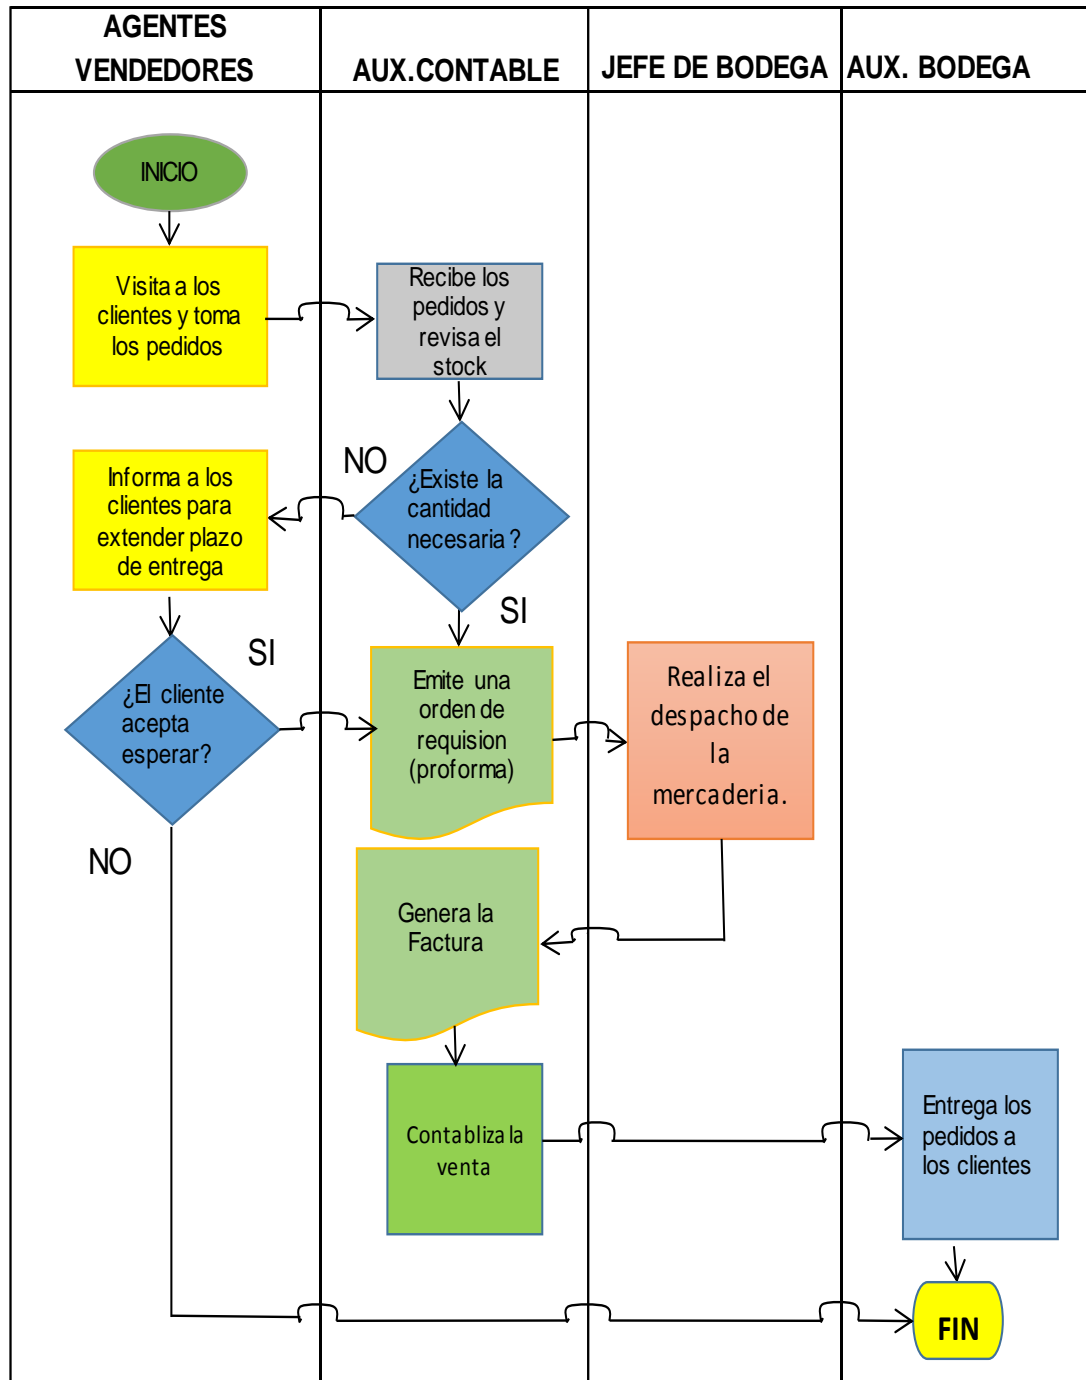 AGENTES
VENDEDORES
AUX.CONTABLE
JEFE DE BODEGA
AUX. BODEGA
INICIO
Visita a los
clientes y toma
los pedidos
Recibe los
pedidos y
revisa el
stock
NO
¿Existe la
cantidad
necesaria?
Informa a los
clientes para
extender plazo
de entrega
SI
SI
¿El cliente
acepta
esperar?
Emite una
orden de
requision
(proforma)
Realiza el
despacho de
la
mercaderia.
NO
Genera la
Factura
Contabliza la
venta
Entrega los
pedidos a
los clientes
FIN